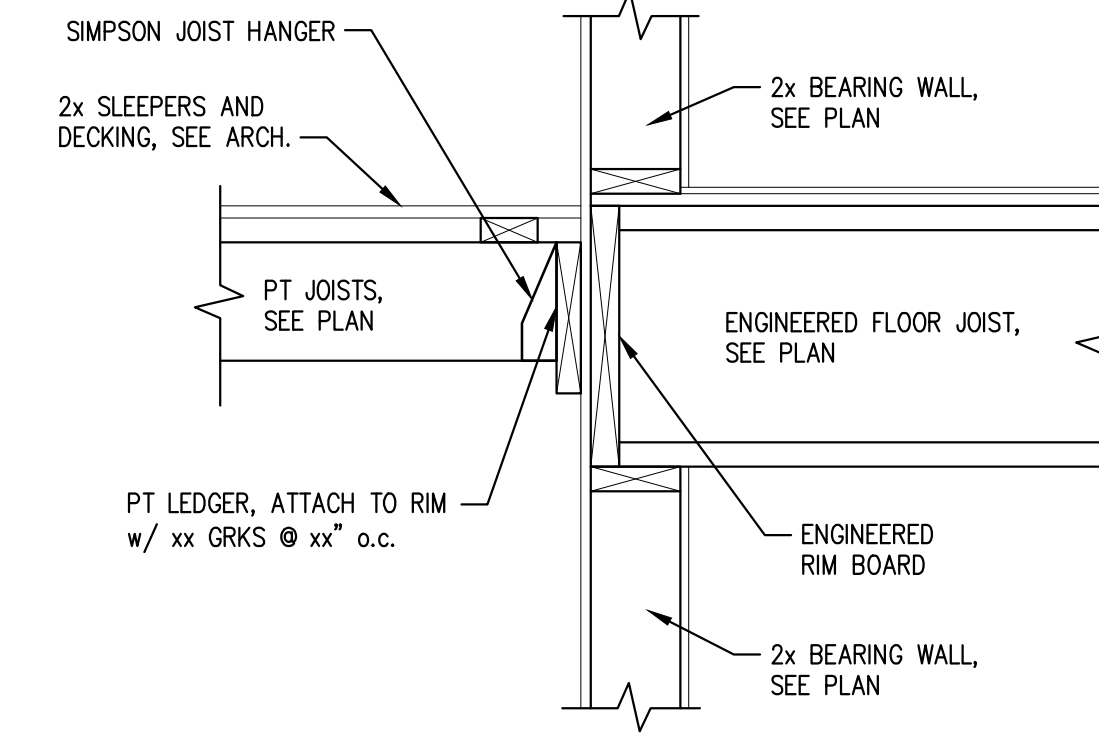 SIMPSON JOIST HANGER
2x SLEEPERS AND
DECKING, SEE ARCH.
2x BEARING WALL,
SEE PLAN
PT JOISTS,
SEE PLAN
ENGINEERED FLOOR JOIST,
SEE PLAN
PT LEDGER, ATTACH TO RIM
w/ xx GRKS @ xx" o.c.
ENGINEERED
RIM BOARD
2x BEARING WALL,
SEE PLAN